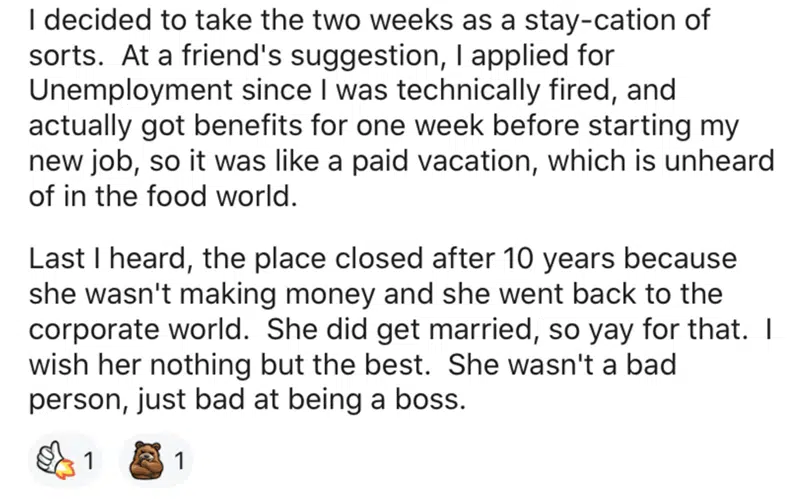 I decided to take the two weeks as a stay-cation of
sorts.  At a friend's suggestion, I applied for
Unemployment since I was technically fired, and
actually got benefits for one week before starting my
new job, so it was like a paid vacation, which is unheard
of in the food world.
Last I heard, the place closed after 10 years because
she wasn't making money and she went back to the
corporate world.  She did get married, so yay for that.  I
wish her nothing but the best.  She wasn't a bad
person, just bad at being a boss.
1 1